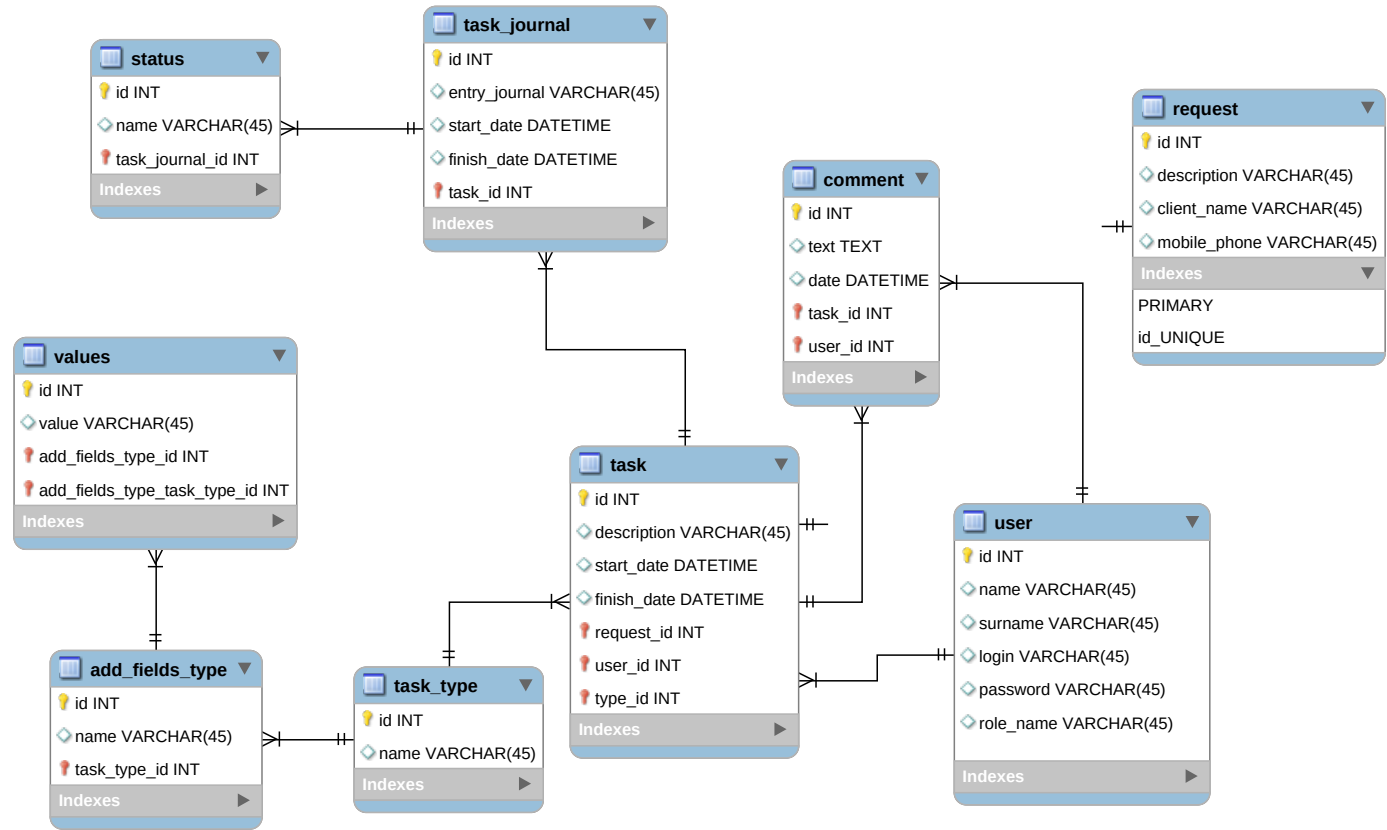 task_journal
id INT
entry_journal VARCHAR(45)
start_date DATETIME
finish_date DATETIME
task_id INT
Indexes
status
id INT
name VARCHAR(45)
task_journal_id INT
Indexes
request
id INT
description VARCHAR(45)
client_name VARCHAR(45)
mobile_phone VARCHAR(45)
Indexes
PRIMARY
id_UNIQUE
comment
id INT
text TEXT
date DATETIME
task_id INT
user_id INT
Indexes
values
id INT
value VARCHAR(45)
add_fields_type_id INT
add_fields_type_task_type_id INT
Indexes
task
id INT
description VARCHAR(45)
start_date DATETIME
finish_date DATETIME
request_id INT
user_id INT
type_id INT
Indexes
user
id INT
name VARCHAR(45)
surname VARCHAR(45)
login VARCHAR(45)
password VARCHAR(45)
role_name VARCHAR(45)
Indexes
add_fields_type
id INT
name VARCHAR(45)
task_type_id INT
Indexes
task_type
id INT
name VARCHAR(45)
Indexes